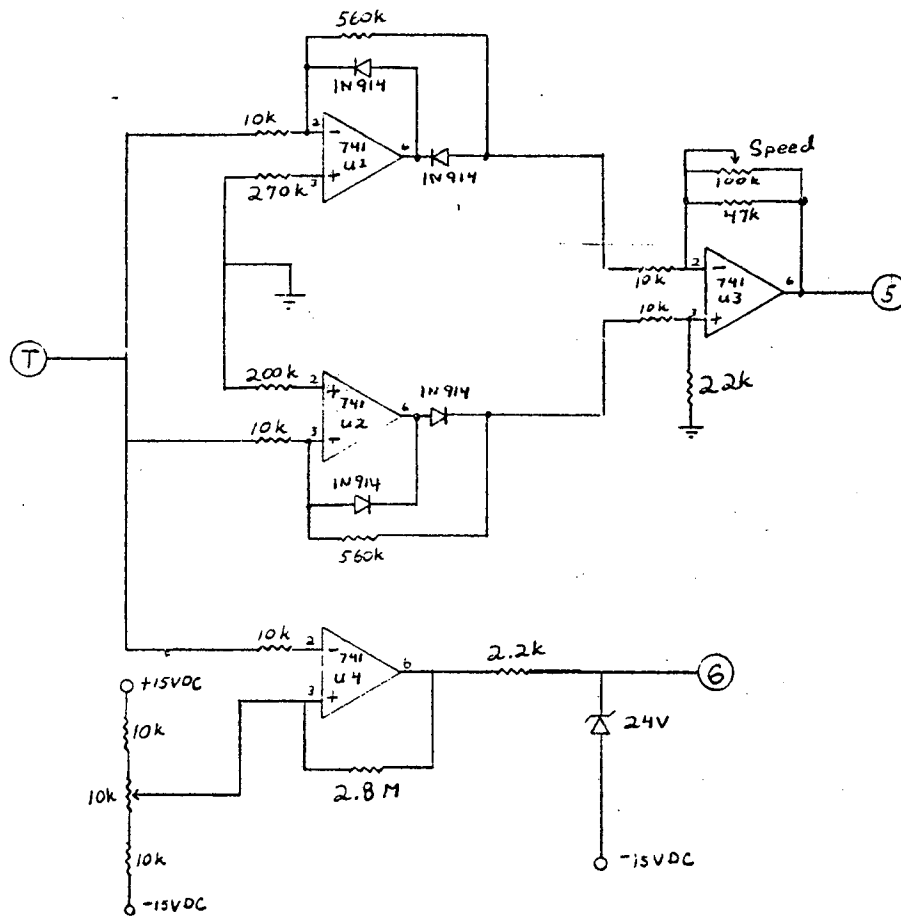 560k
1N914
10k
2
-
741
U1
6
1N914
3
+
270k
Speed
100k
47k
10k
2
-
741
U3
6
5
10k
3
+
22k
T
200k
2
+
741
U2
6
1N914
10k
3
-
1N914
560k
10k
2
-
741
U4
6
3
+
2.2k
6
24V
2.8M
+15VDC
10k
10k
10k
-15VDC
-15VDC